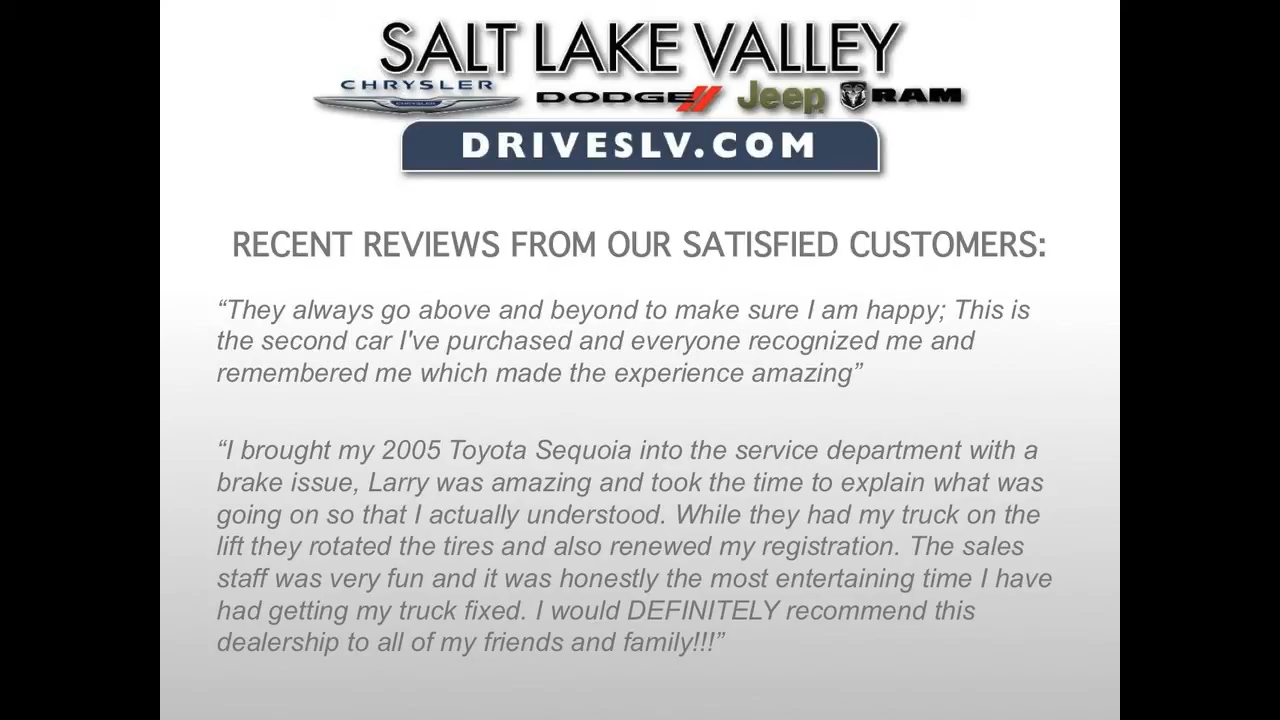 SALT LAKE VALLEY
CHRYSLER DODGE Jeep RAM
CHRYSLER
DRIVESLV.COM
RECENT REVIEWS FROM OUR SATISFIED CUSTOMERS:
“They always go above and beyond to make sure I am happy; This is
the second car I've purchased and everyone recognized me and
remembered me which made the experience amazing”
“I brought my 2005 Toyota Sequoia into the service department with a
brake issue, Larry was amazing and took the time to explain what was
going on so that I actually understood. While they had my truck on the
lift they rotated the tires and also renewed my registration. The sales
staff was very fun and it was honestly the most entertaining time I have
had getting my truck fixed. I would DEFINITELY recommend this
dealership to all of my friends and family!!!”